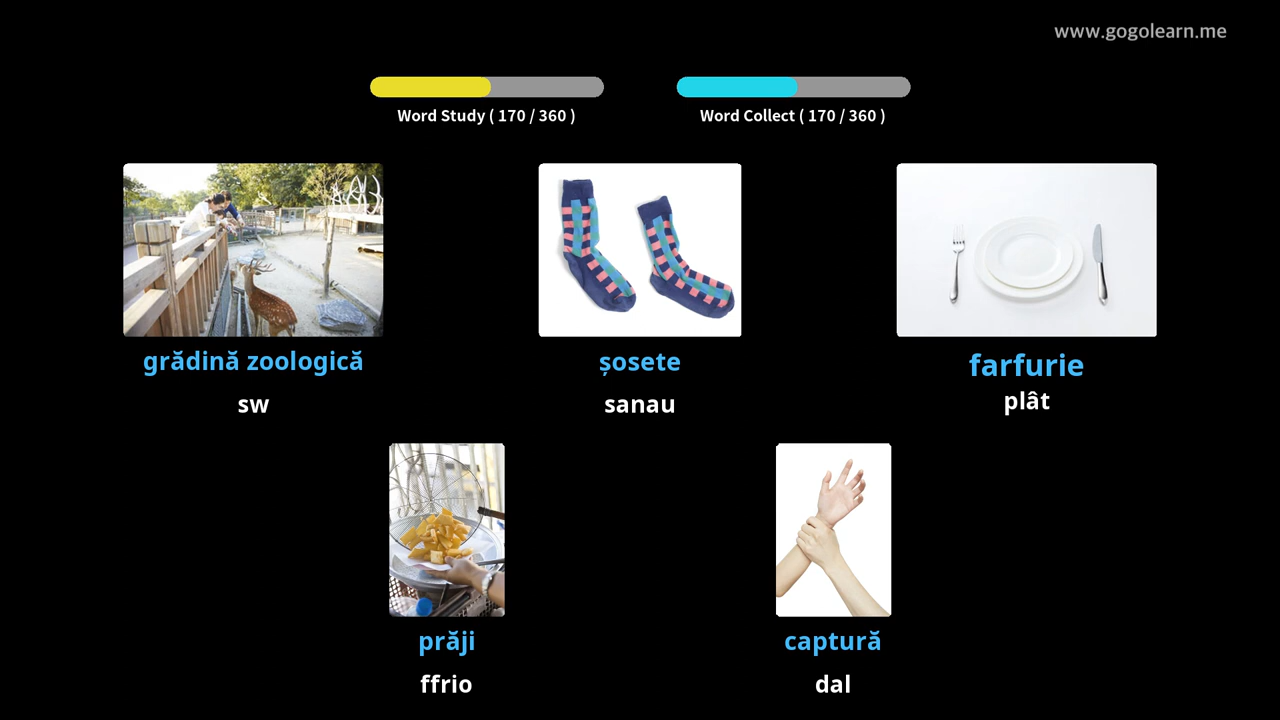 www.gogolearn.me
Word Study ( 170 / 360 )
Word Collect ( 170 / 360 )
grădină zoologică
sw
șosete
sanau
farfurie
plât
prăji
ffrio
captură
dal